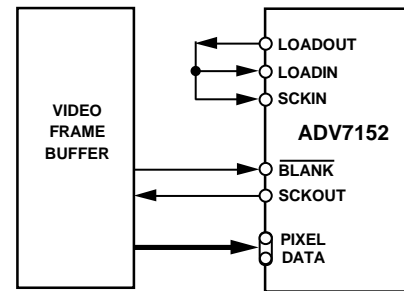 VIDEO
FRAME
BUFFER
LOADOUT
LOADIN
SCKIN
ADV7152
BLANK
SCKOUT
PIXEL
DATA